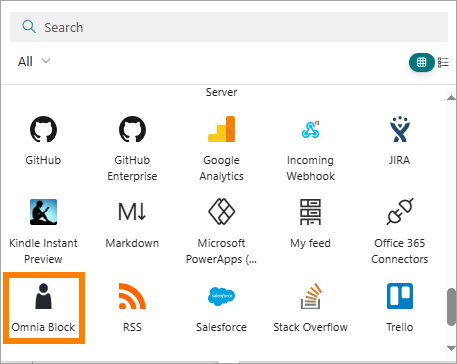 Search
All
Server
GitHub
GitHub
Enterprise
Google
Analytics
Incoming
Webhook
JIRA
Kindle Instant
Preview
Markdown
Microsoft
PowerApps (...
My feed
Office 365
Connectors
Omnia Block
RSS
Salesforce
Stack Overflow
Trello
M
salesforce